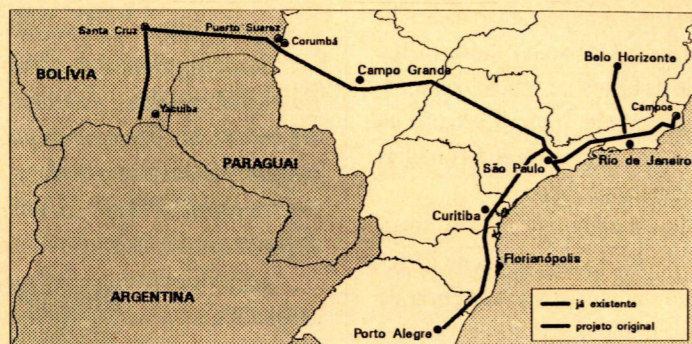 Santa Cruz
Puerto Suarez
Corumbá
BOLÍVIA
Campo Grande
Belo Horizonte
Yacuiba
Campos
PARAGUAI
São Paulo
Rio de Janeiro
Curitiba
Florianópolis
ARGENTINA
já existente
projeto original
Porto Alegre